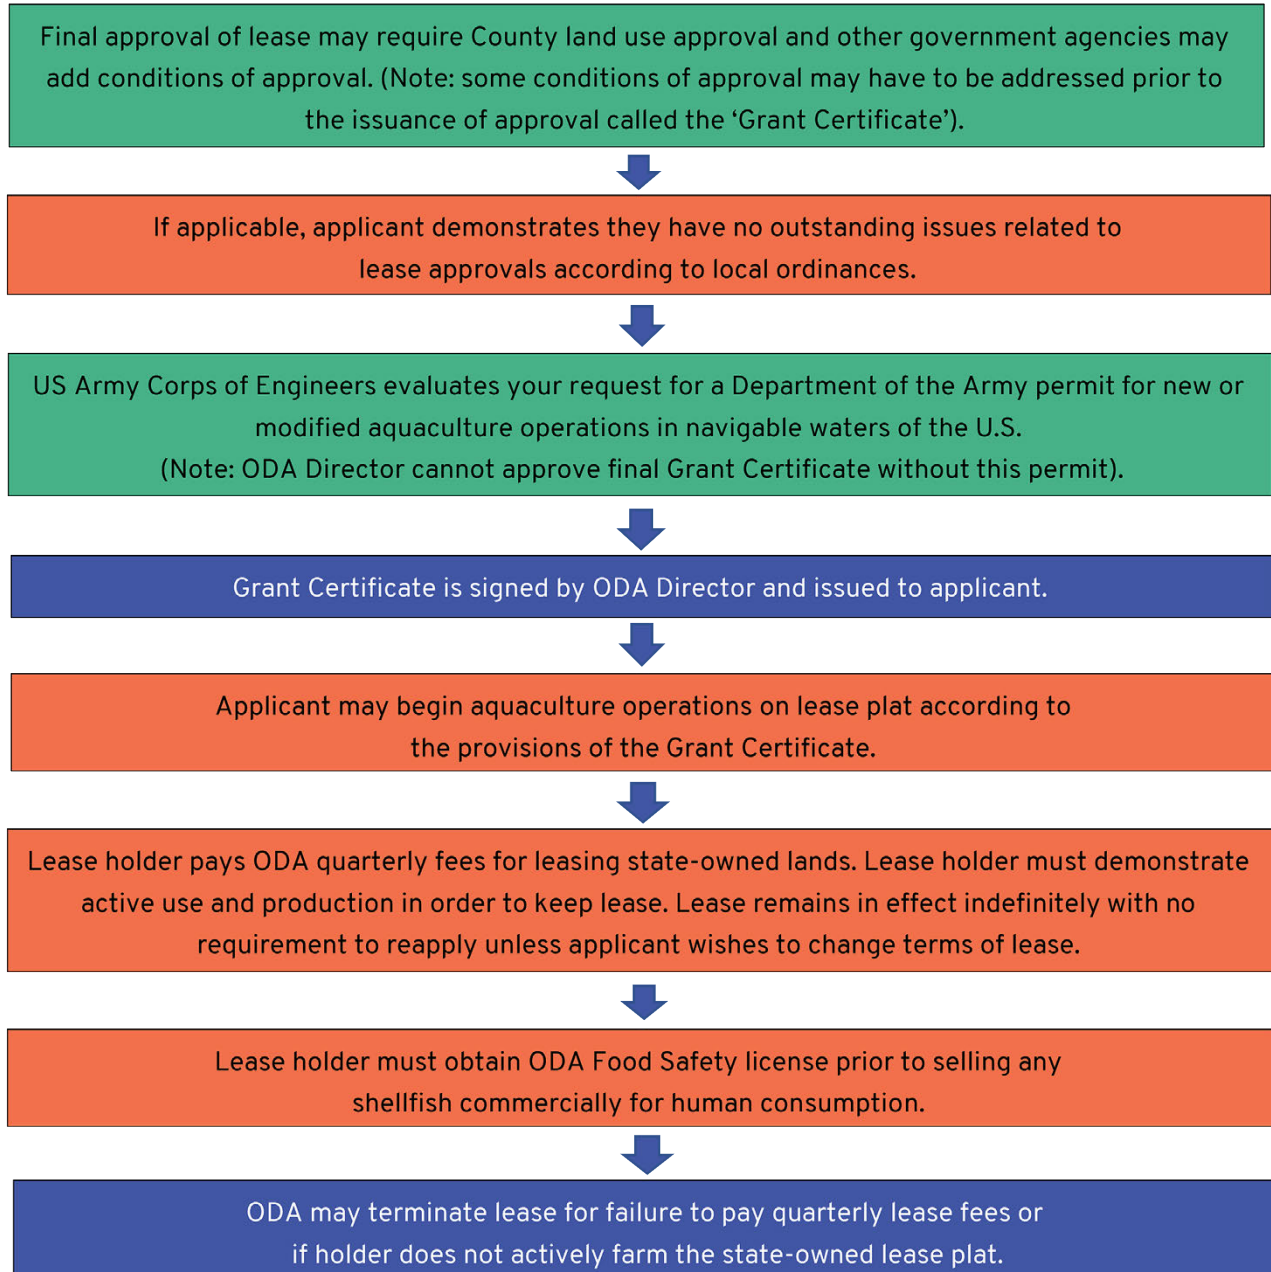 Final approval of lease may require County land use approval and other government agencies may
add conditions of approval. (Note: some conditions of approval may have to be addressed prior to
the issuance of approval called the ‘Grant Certificate’).
If applicable, applicant demonstrates they have no outstanding issues related to
lease approvals according to local ordinances.
US Army Corps of Engineers evaluates your request for a Department of the Army permit for new or
modified aquaculture operations in navigable waters of the U.S.
(Note: ODA Director cannot approve final Grant Certificate without this permit).
Grant Certificate is signed by ODA Director and issued to applicant.
Applicant may begin aquaculture operations on lease plat according to
the provisions of the Grant Certificate.
Lease holder pays ODA quarterly fees for leasing state-owned lands. Lease holder must demonstrate
active use and production in order to keep lease. Lease remains in effect indefinitely with no
requirement to reapply unless applicant wishes to change terms of lease.
Lease holder must obtain ODA Food Safety license prior to selling any
shellfish commercially for human consumption.
ODA may terminate lease for failure to pay quarterly lease fees or
if holder does not actively farm the state-owned lease plat.